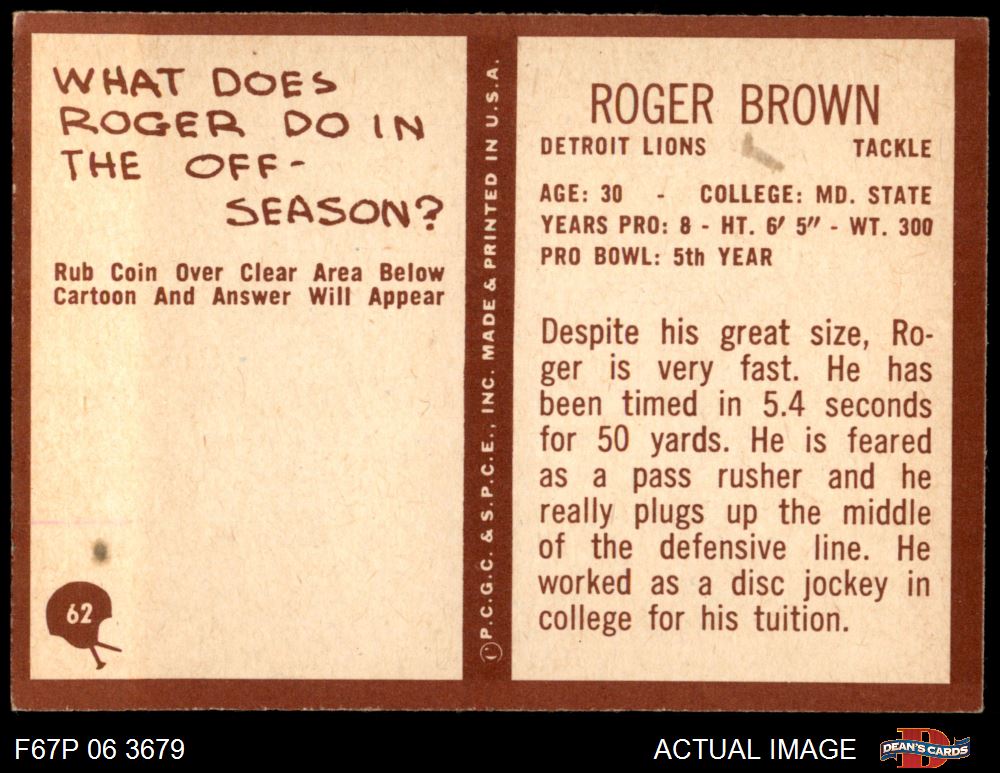 WHAT DOES
ROGER DO IN
THE OFF-
SEASON?
Rub Coin Over Clear Area Below
Cartoon And Answer Will Appear
62
© P.C.G.C. & S.P.C.E., INC. MADE & PRINTED IN U.S.A.
ROGER BROWN
DETROIT LIONS TACKLE
AGE: 30 - COLLEGE: MD. STATE
YEARS PRO: 8 - HT. 6′ 5″ - WT. 300
PRO BOWL: 5th YEAR
Despite his great size, Ro-
ger is very fast. He has
been timed in 5.4 seconds
for 50 yards. He is feared
as a pass rusher and he
really plugs up the middle
of the defensive line. He
worked as a disc jockey in
college for his tuition.
F67P 06 3679
ACTUAL IMAGE
DEAN'S CARDS